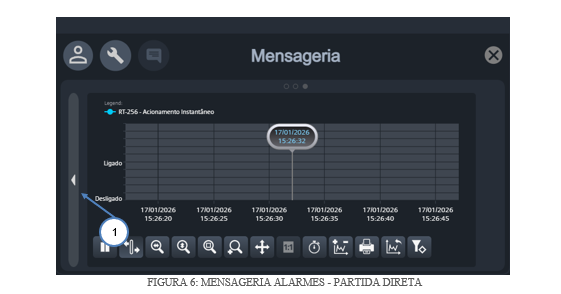 Mensageria
Legend:
RT-256 - Acionamento Instantâneo
17/01/2026
15:26:32
Ligado
Desligado
17/01/2026 17/01/2026 17/01/2026 17/01/2026 17/01/2026 17/01/2026
15:26:20 15:26:25 15:26:30 15:26:35 15:26:40 15:26:45
1
FIGURA 6: MENSAGERIA ALARMES - PARTIDA DIRETA